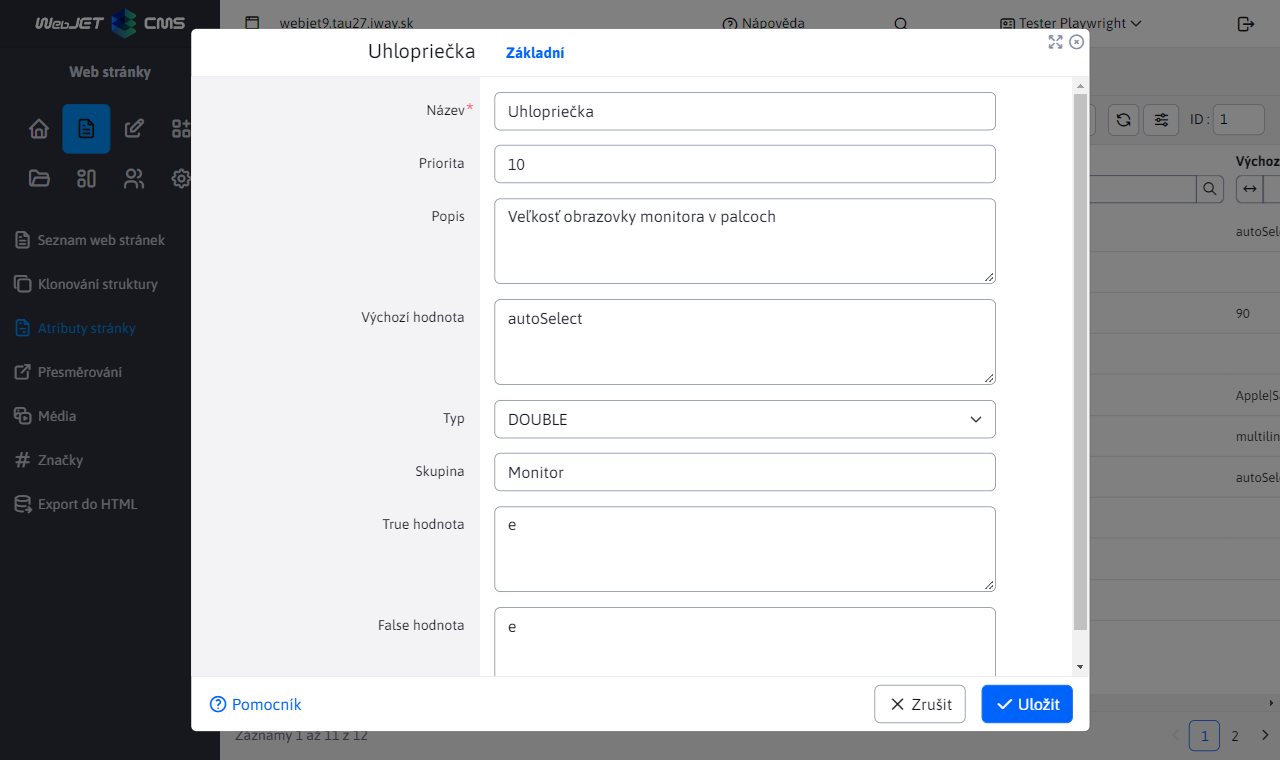 WebJET CMS
webjet9.tau27.iway.sk
Nápověda
Tester Playwright
Web stránky
Seznam web stránek
Klonování struktury
Atributy stránky
Přesměrování
Média
Značky
Export do HTML
Uhlopriečka
Základní
Název*
Uhlopriečka
Priorita
10
Popis
Veľkosť obrazovky monitora v palcoch
Výchozí hodnota
autoSelect
Typ
DOUBLE
Skupina
Monitor
True hodnota
e
False hodnota
e
Pomocník
Zrušit
Uložit
ID :
1
Výchoz
autoSel
90
Apple|S
multilin
autoSel
Záznamy 1 až 11 z 12
1
2